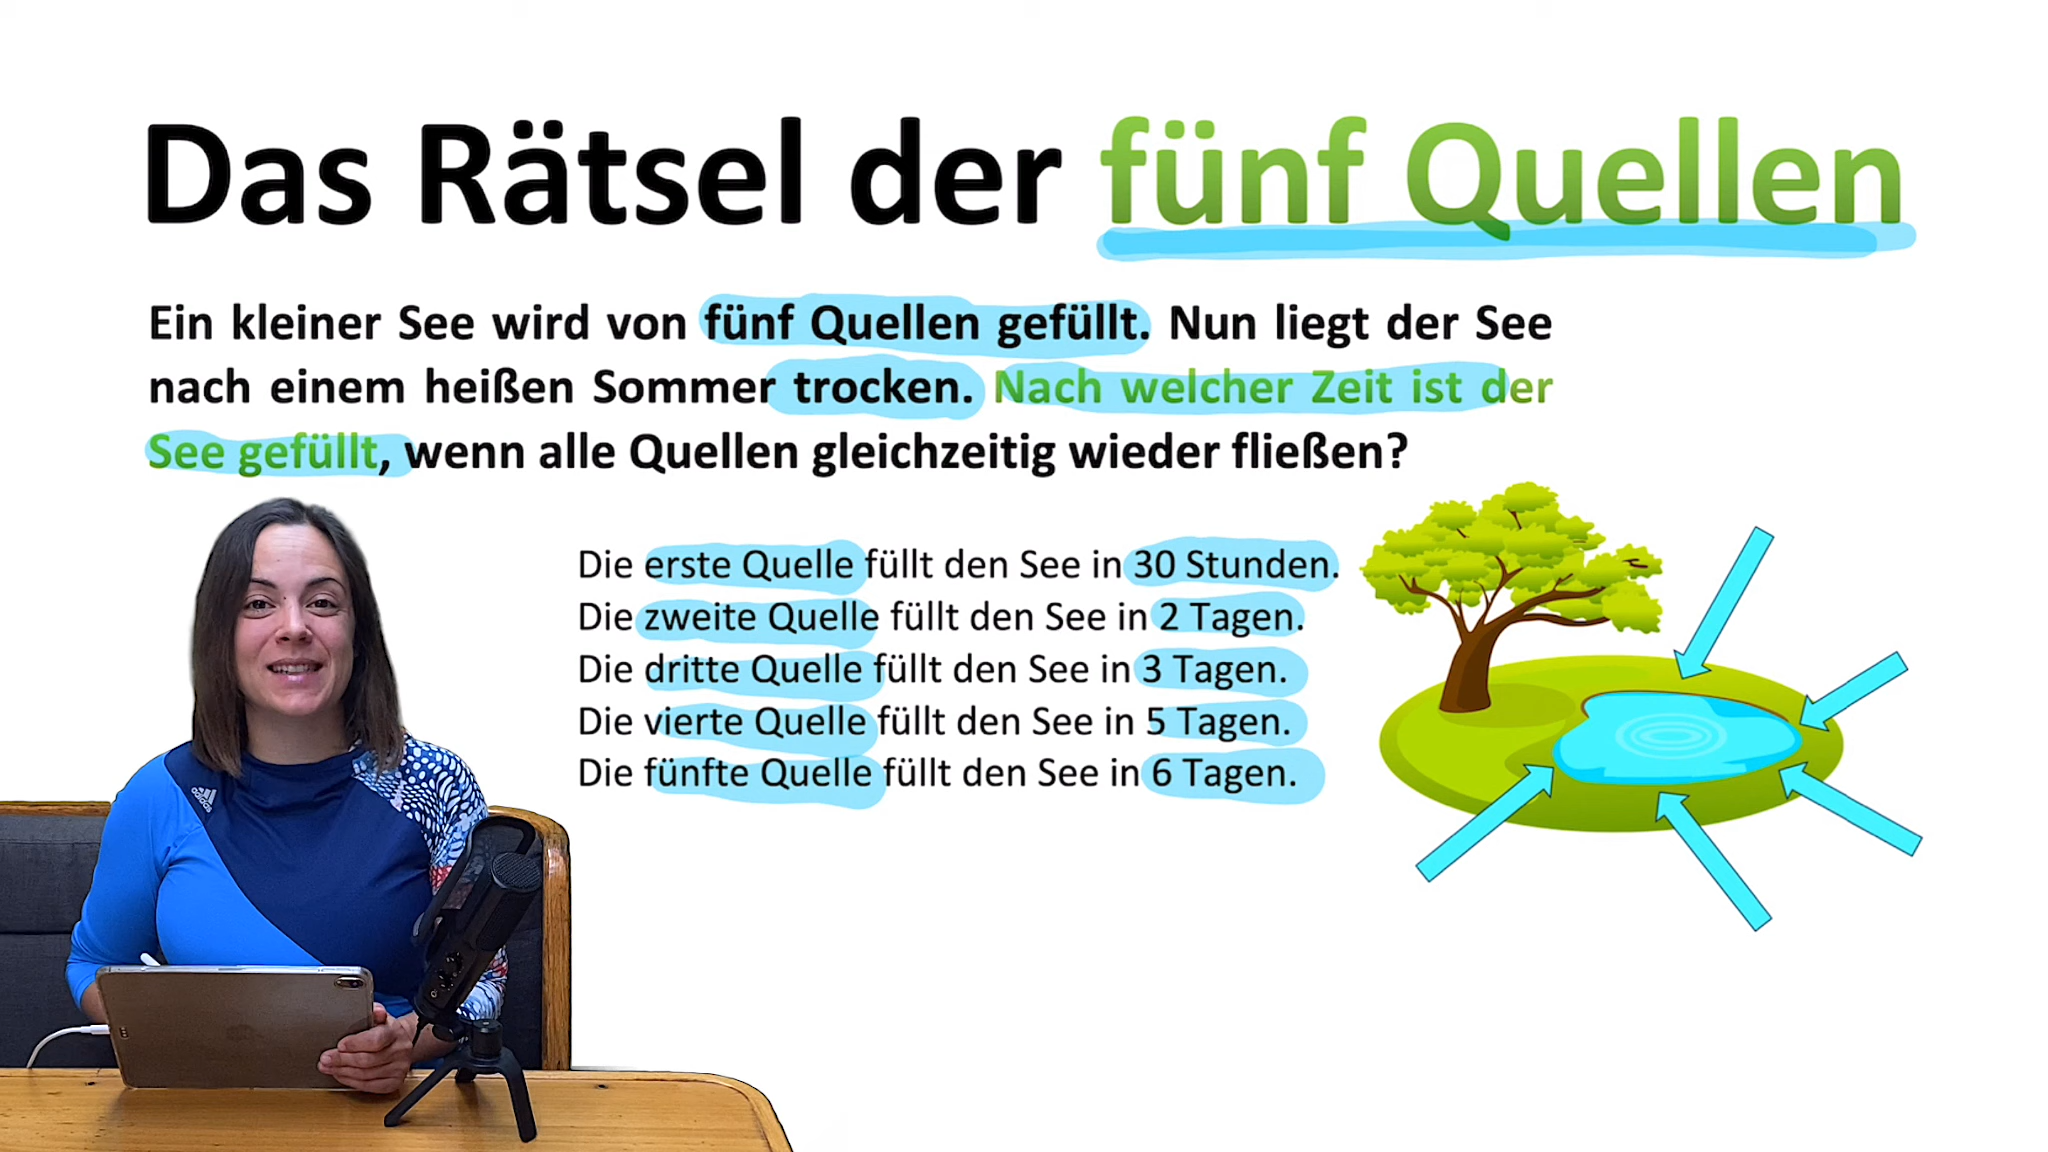 Das Rätsel der fünf Quellen
Ein kleiner See wird von fünf Quellen gefüllt. Nun liegt der See
nach einem heißen Sommer trocken. Nach welcher Zeit ist der
See gefüllt, wenn alle Quellen gleichzeitig wieder fließen?
Die erste Quelle füllt den See in 30 Stunden.
Die zweite Quelle füllt den See in 2 Tagen.
Die dritte Quelle füllt den See in 3 Tagen.
Die vierte Quelle füllt den See in 5 Tagen.
Die fünfte Quelle füllt den See in 6 Tagen.
adidas